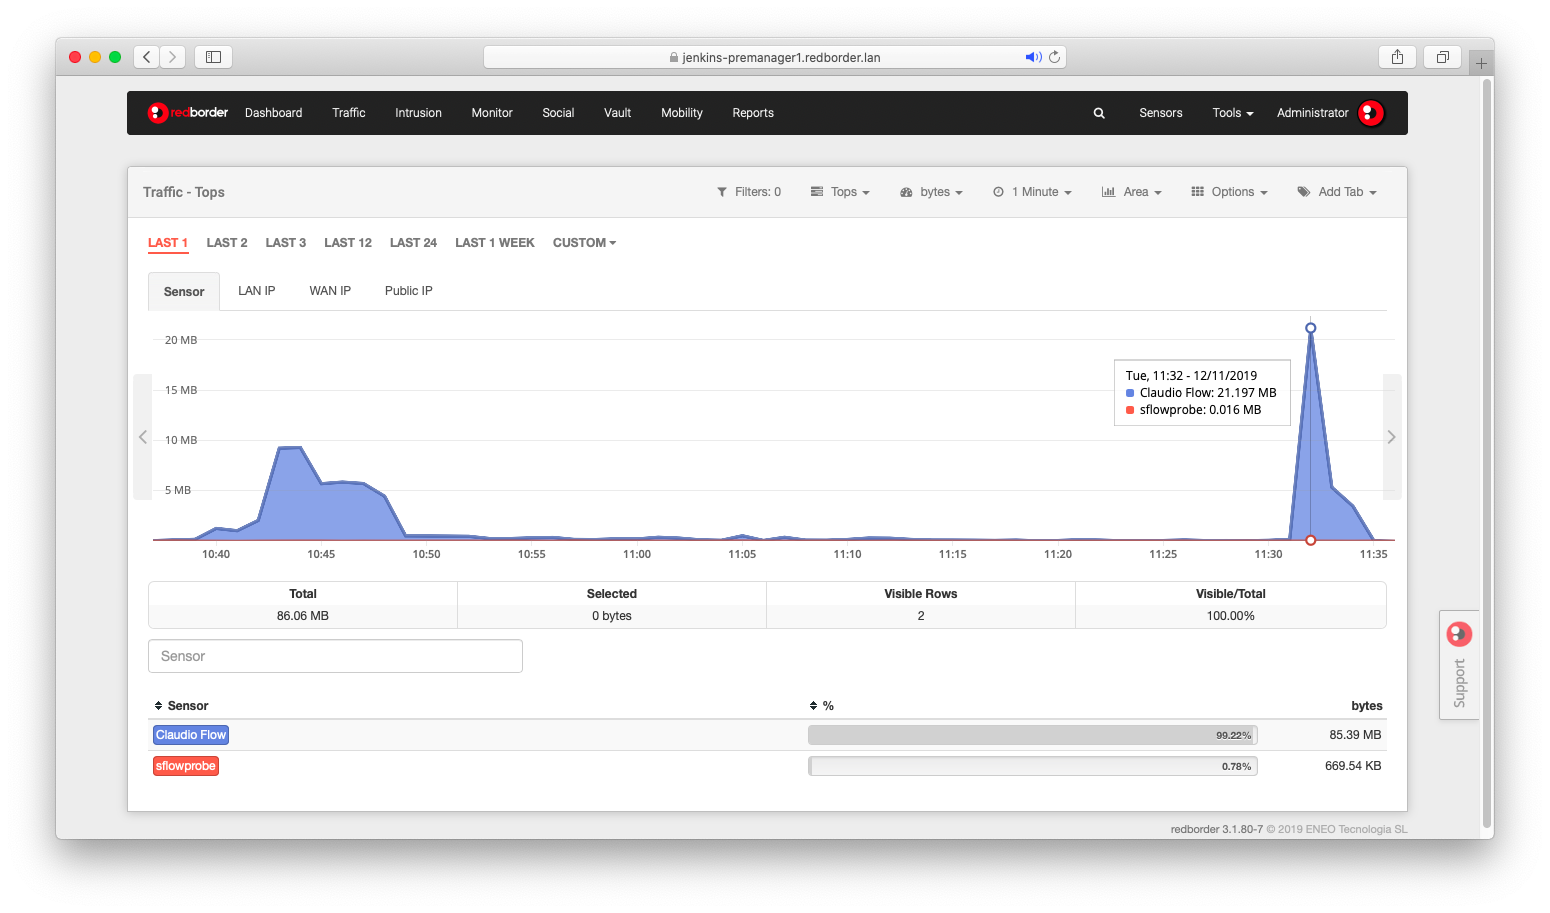 jenkins-premanager1.redborder.lan
redborder Dashboard Traffic Intrusion Monitor Social Vault Mobility Reports Sensors Tools Administrator
Traffic - Tops Filters: 0 Tops bytes 1 Minute Area Options Add Tab
LAST 1 LAST 2 LAST 3 LAST 12 LAST 24 LAST 1 WEEK CUSTOM
Sensor LAN IP WAN IP Public IP
20 MB
15 MB
10 MB
5 MB
Tue, 11:32 - 12/11/2019
Claudio Flow: 21.197 MB
sflowprobe: 0.016 MB
10:40 10:45 10:50 10:55 11:00 11:05 11:10 11:15 11:20 11:25 11:30 11:35
Total Selected Visible Rows Visible/Total
86.06 MB 0 bytes 2 100.00%
Sensor
Sensor % bytes
Claudio Flow 99.22% 85.39 MB
sflowprobe 0.78% 669.54 KB
Support
redborder 3.1.80-7 © 2019 ENEO Tecnologia SL